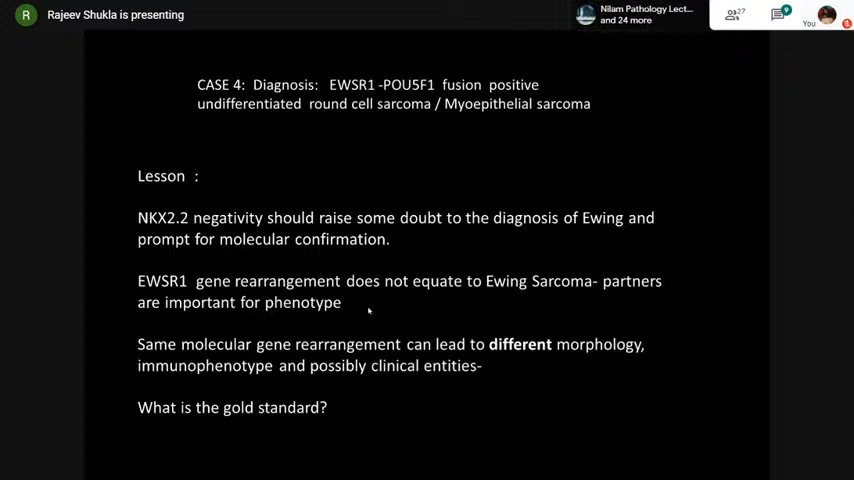 R Rajeev Shukla is presenting
Nilam Pathology Lect...
and 24 more
27
9
You
CASE 4: Diagnosis: EWSR1 -POU5F1 fusion positive
undifferentiated round cell sarcoma / Myoepithelial sarcoma
Lesson :
NKX2.2 negativity should raise some doubt to the diagnosis of Ewing and
prompt for molecular confirmation.
EWSR1 gene rearrangement does not equate to Ewing Sarcoma- partners
are important for phenotype
Same molecular gene rearrangement can lead to different morphology,
immunophenotype and possibly clinical entities-
What is the gold standard?